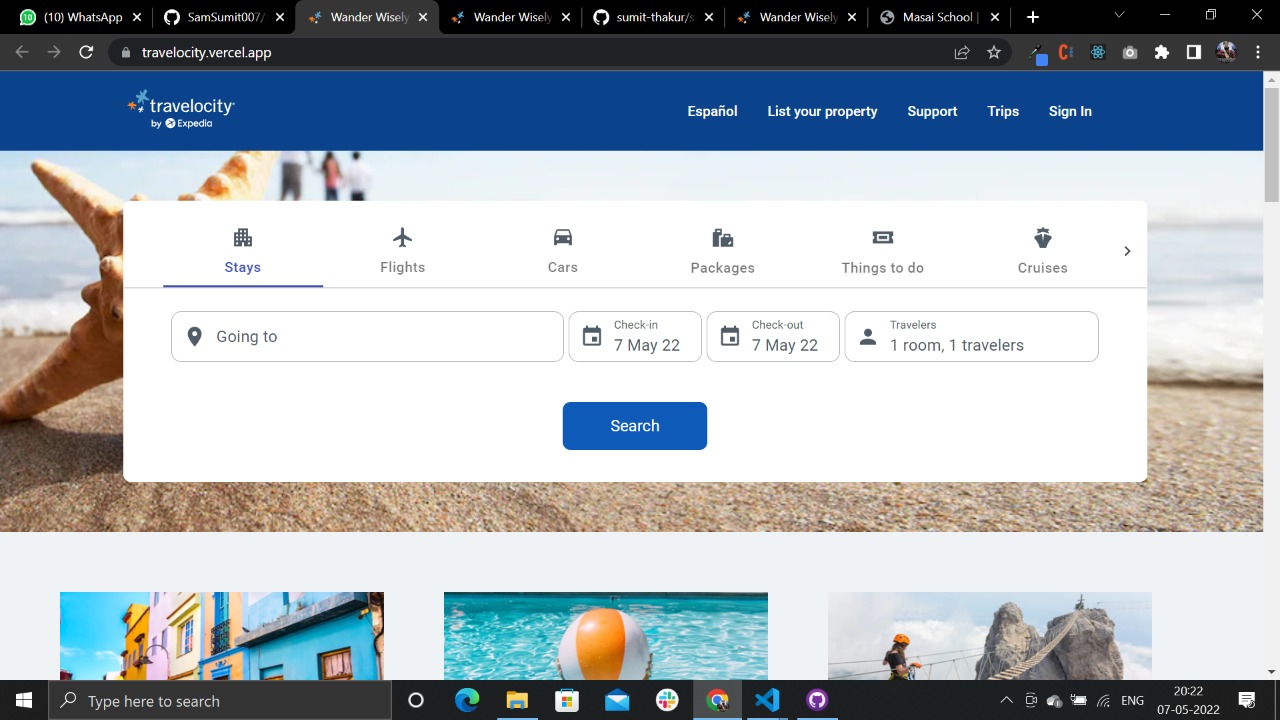 10 (10) WhatsApp
SamSumit007/
Wander Wisely
Wander Wisely
sumit-thakur/s
Wander Wisely
Masai School |
travelocity.vercel.app
travelocity
by Expedia
Español List your property Support Trips Sign In
Stays Flights Cars Packages Things to do Cruises
Going to
Check-in
7 May 22
Check-out
7 May 22
Travelers
1 room, 1 travelers
Search
Type here to search
ENG
20:22
07-05-2022